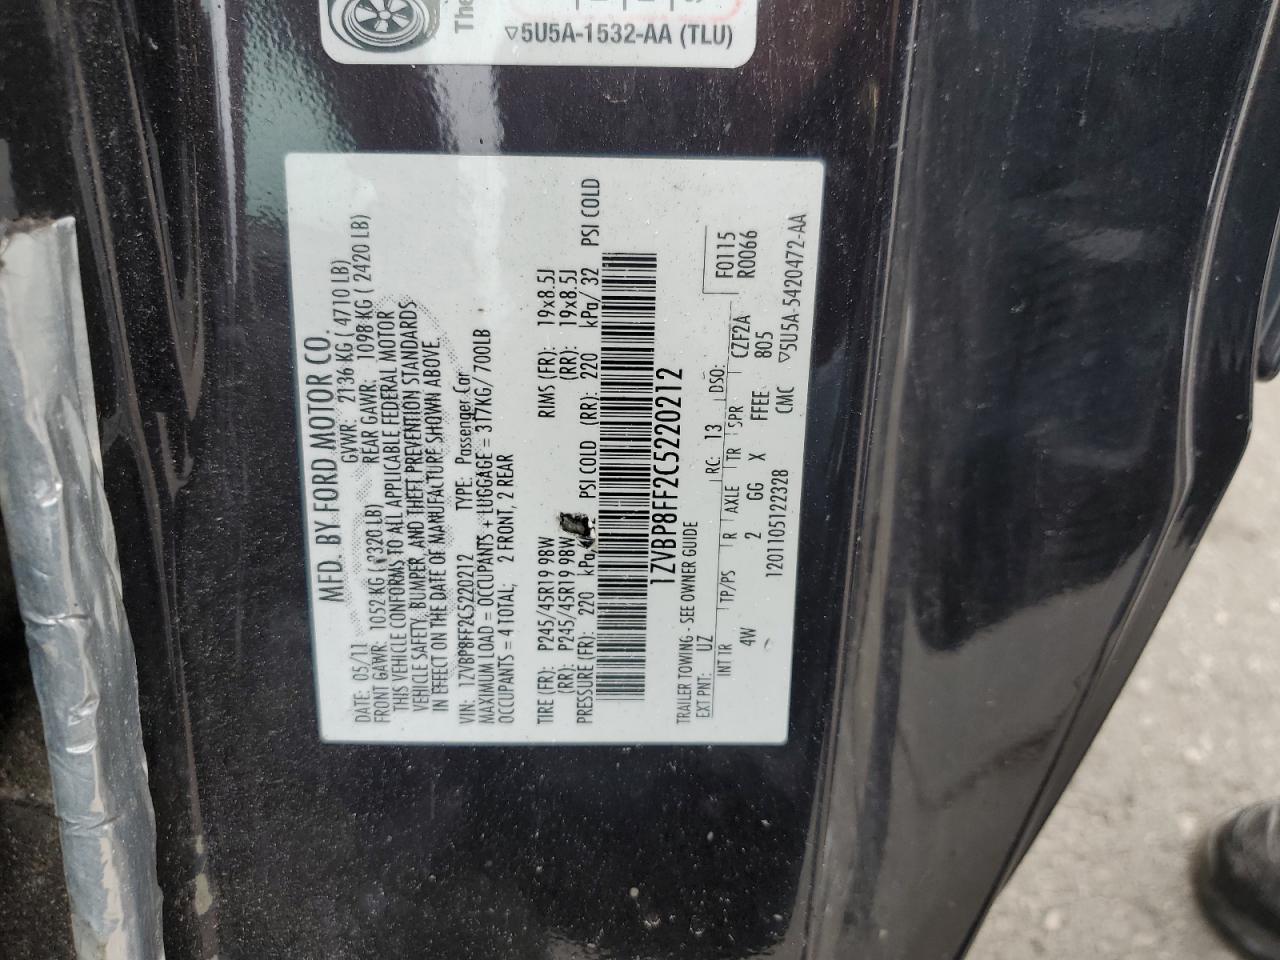 The
▽5U5A-1532-AA (TLU)
MFD. BY FORD MOTOR CO.
DATE: 05/11 GVWR: 2136 KG ( 4710 LB)
FRONT GAWR: 1052 KG ( 2320 LB) REAR GAWR: 1098 KG ( 2420 LB)
THIS VEHICLE CONFORMS TO ALL APPLICABLE FEDERAL MOTOR
VEHICLE SAFETY, BUMPER, AND THEFT PREVENTION STANDARDS
IN EFFECT ON THE DATE OF MANUFACTURE SHOWN ABOVE.
VIN: 1ZVBP8FF2C5220212 TYPE: Passenger Car
MAXIMUM LOAD = OCCUPANTS + LUGGAGE = 317KG/ 700LB
OCCUPANTS = 4 TOTAL; 2 FRONT, 2 REAR
TIRE (FR): P245/45R19 98W RIMS (FR): 19x8.5J
(RR): P245/45R19 98W (RR): 19x8.5J
PRESSURE (FR): 220 kPa PSI COLD (RR): 220 kPa/ 32 PSI COLD
1ZVBP8FF2C5220212
TRAILER TOWING - SEE OWNER GUIDE
EXT PNT: UZ RC: 13 DSO: F0115
INT TR TP/PS R AXLE TR SPR CZF2A R0066
4W 2 GG X FFEE 805
1201105122328 CMC ▽5U5A-5420472-AA